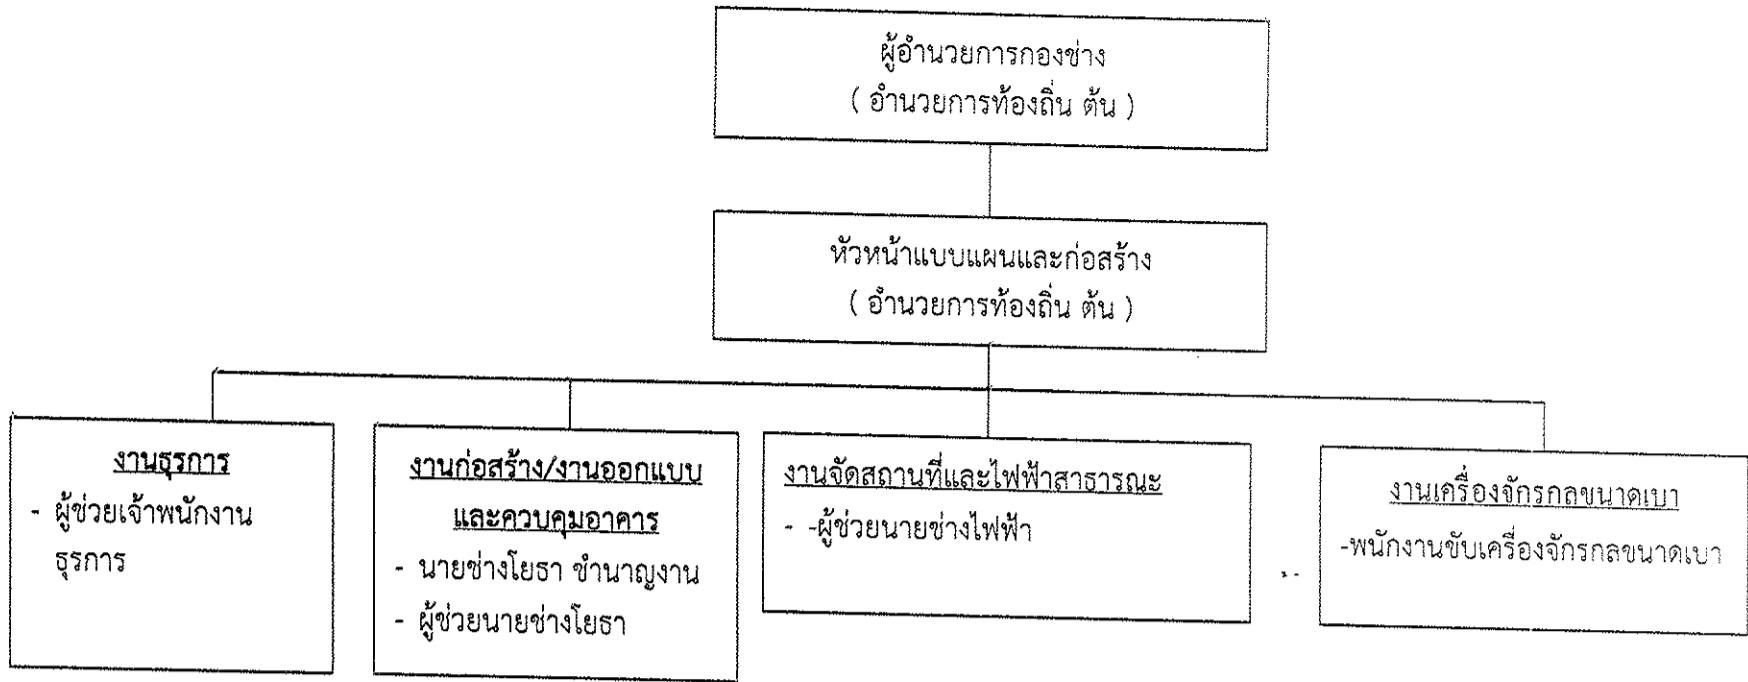 ผู้อำนวยการกองช่าง
( อำนวยการท้องถิ่น ต้น )
หัวหน้าแบบแผนและก่อสร้าง
( อำนวยการท้องถิ่น ต้น )
งานธุรการ
- ผู้ช่วยเจ้าพนักงาน
ธุรการ
งานก่อสร้าง/งานออกแบบ
และควบคุมอาคาร
- นายช่างโยธา ชำนาญงาน
- ผู้ช่วยนายช่างโยธา
งานจัดสถานที่และไฟฟ้าสาธารณะ
- -ผู้ช่วยนายช่างไฟฟ้า
งานเครื่องจักรกลขนาดเบา
-พนักงานขับเครื่องจักรกลขนาดเบา